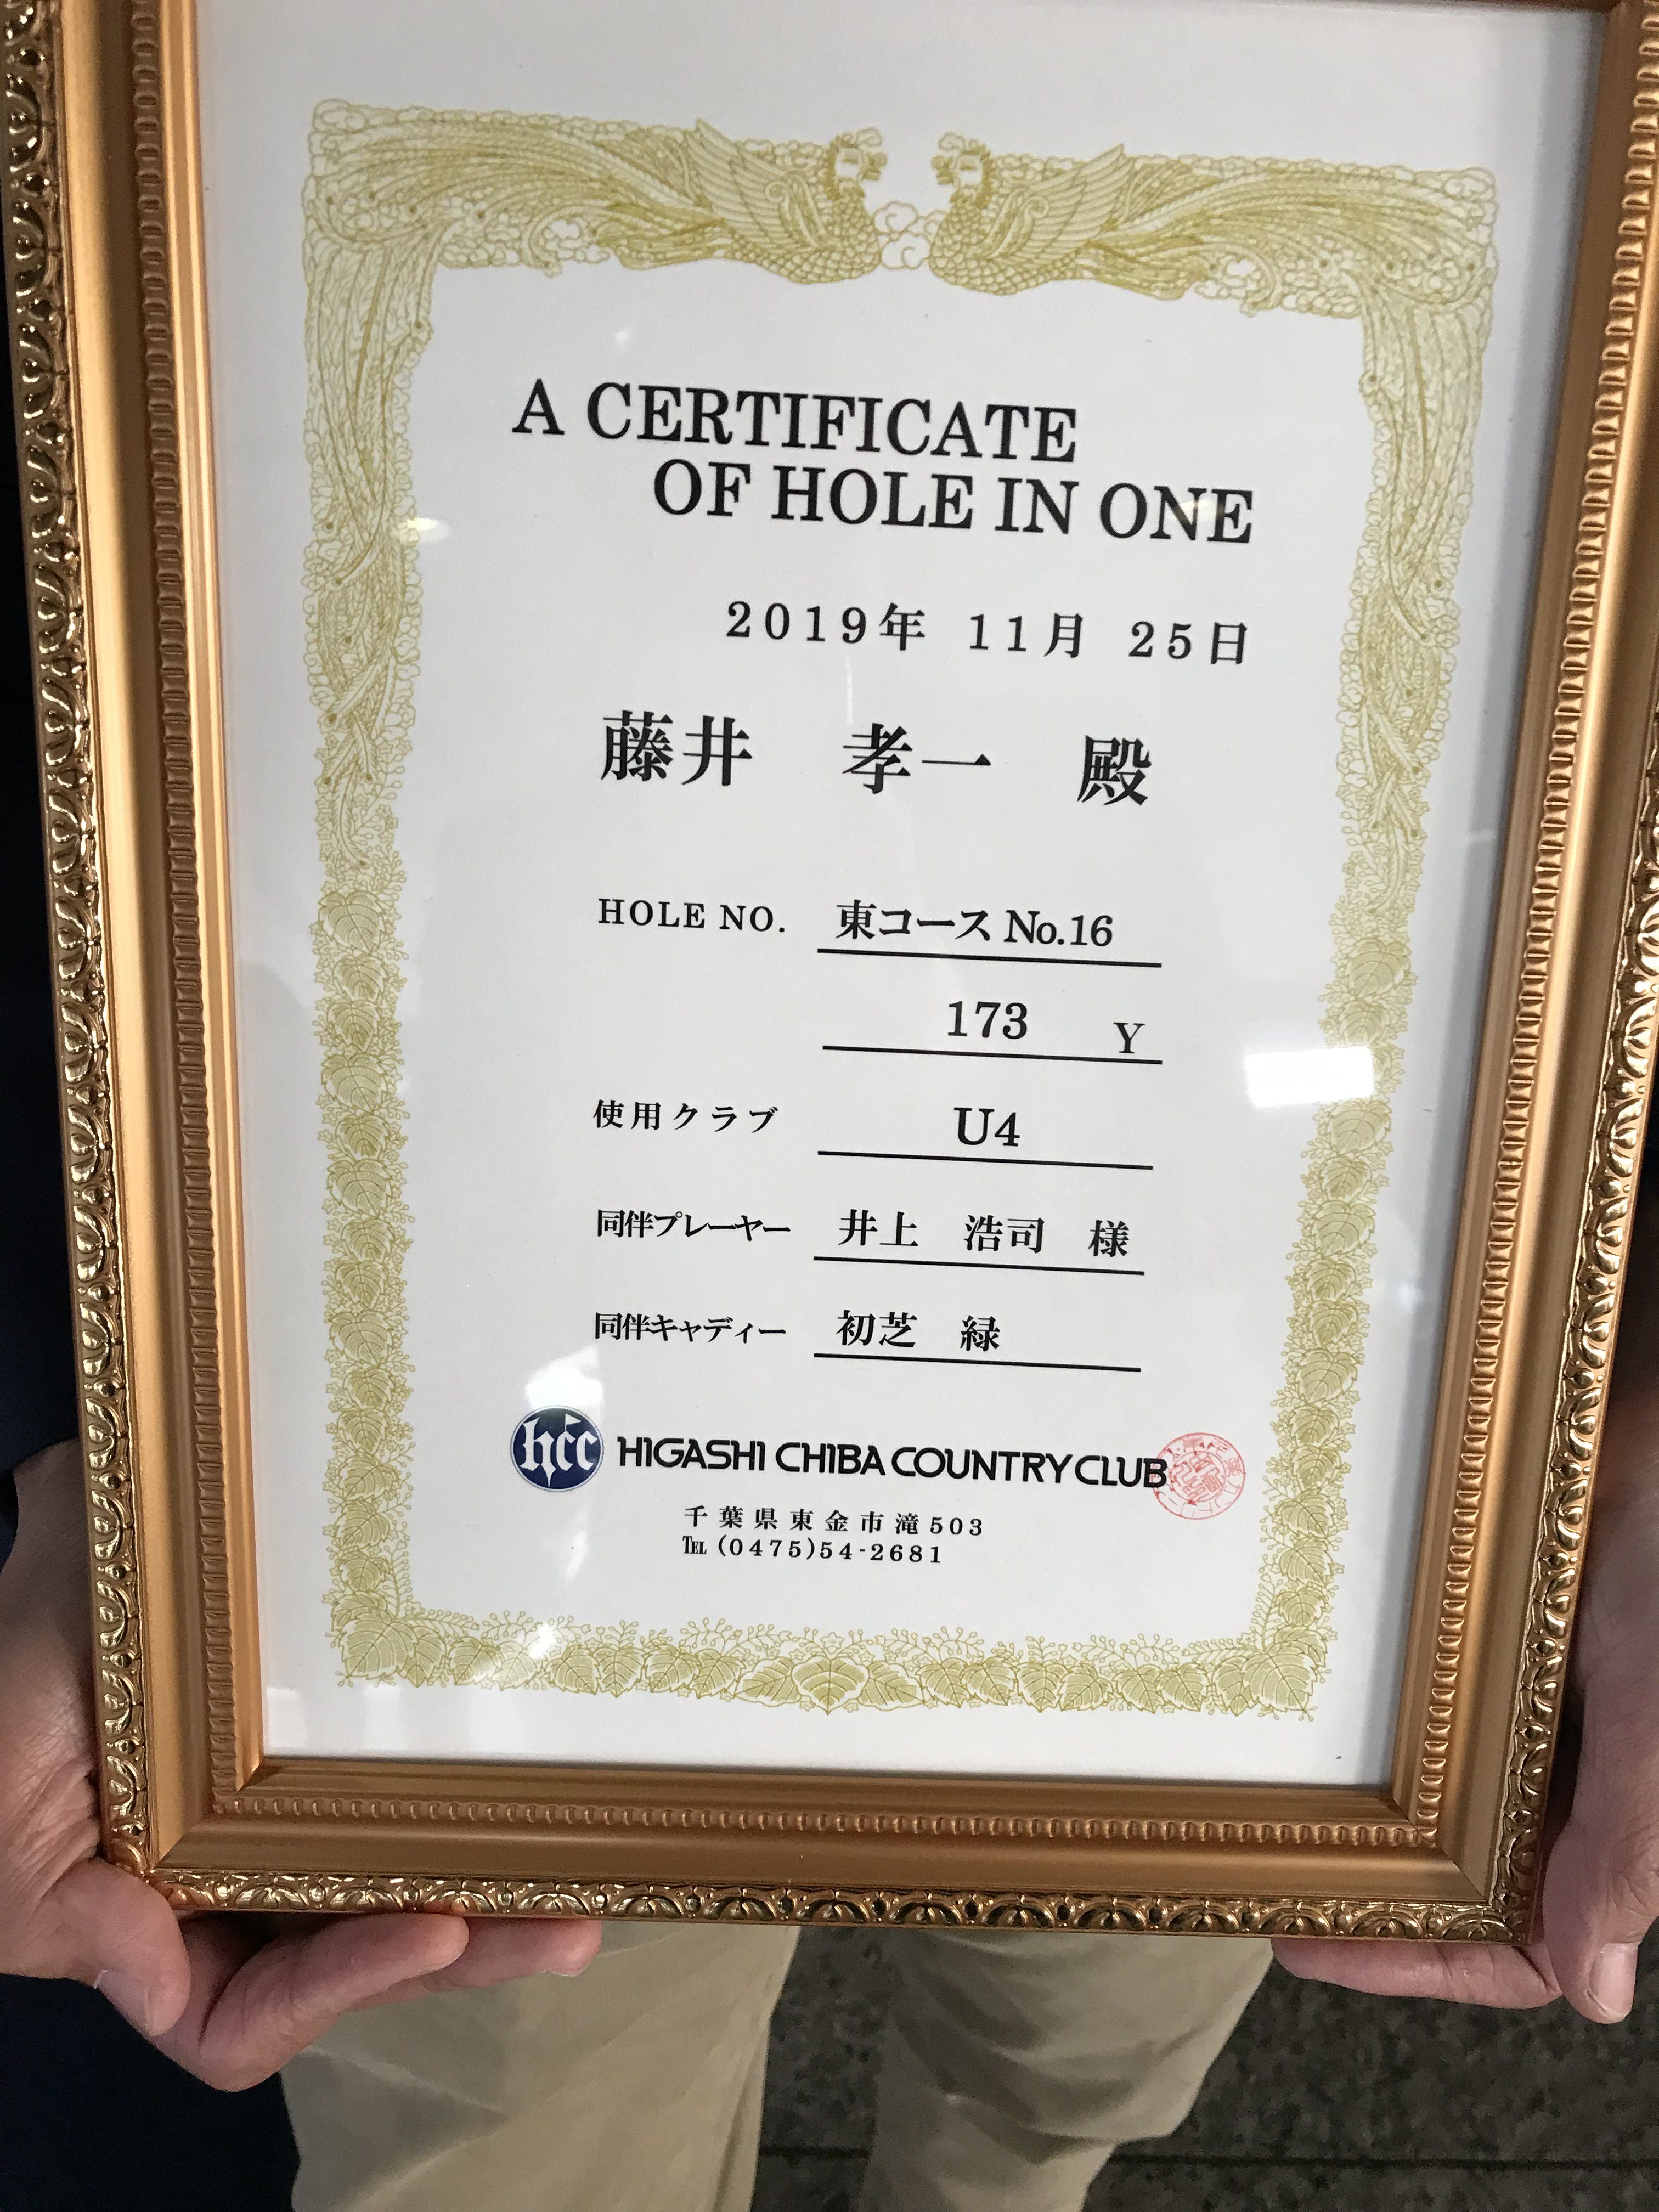 A CERTIFICATE
OF HOLE IN ONE
2019年 11月 25日
藤井 孝一 殿
HOLE NO. 東コース No.16
173 Y
使用クラブ U4
同伴プレーヤー 井上 浩司 様
同伴キャディー 初芝 緑
hcc HIGASHI CHIBA COUNTRY CLUB
千葉県東金市滝503
TEL (0475)54-2681